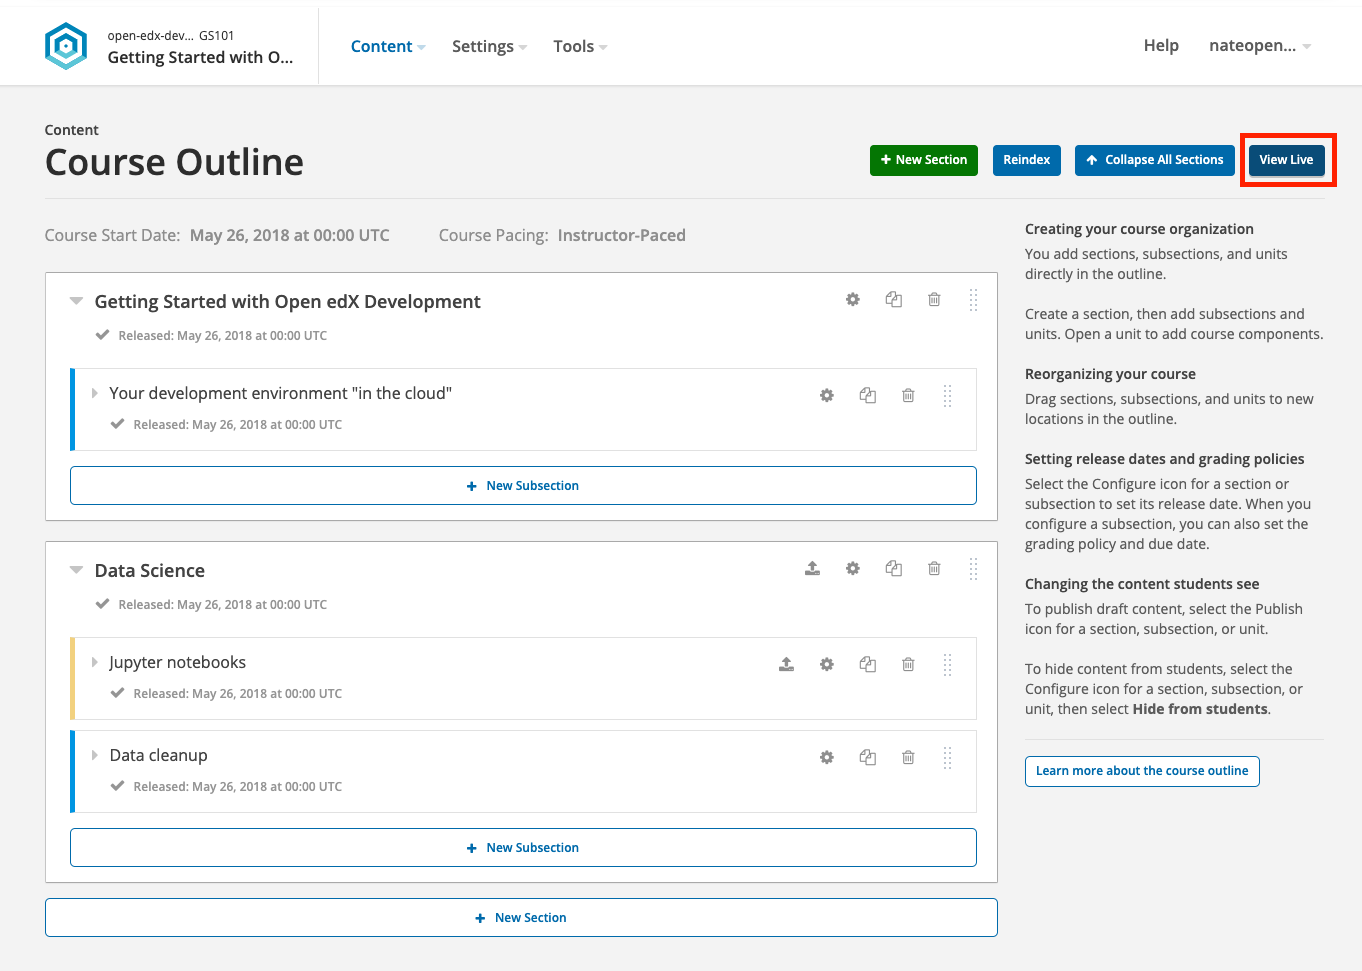 open-edx-dev... GS101
Getting Started with O...
Content
Settings
Tools
Help
nateopen...
Content
Course Outline
+ New Section
Reindex
Collapse All Sections
View Live
Course Start Date: May 26, 2018 at 00:00 UTC
Course Pacing: Instructor-Paced
Getting Started with Open edX Development
Released: May 26, 2018 at 00:00 UTC
Your development environment "in the cloud"
Released: May 26, 2018 at 00:00 UTC
+ New Subsection
Data Science
Released: May 26, 2018 at 00:00 UTC
Jupyter notebooks
Released: May 26, 2018 at 00:00 UTC
Data cleanup
Released: May 26, 2018 at 00:00 UTC
+ New Subsection
+ New Section
Creating your course organization
You add sections, subsections, and units
directly in the outline.
Create a section, then add subsections and
units. Open a unit to add course components.
Reorganizing your course
Drag sections, subsections, and units to new
locations in the outline.
Setting release dates and grading policies
Select the Configure icon for a section or
subsection to set its release date. When you
configure a subsection, you can also set the
grading policy and due date.
Changing the content students see
To publish draft content, select the Publish
icon for a section, subsection, or unit.
To hide content from students, select the
Configure icon for a section, subsection, or
unit, then select Hide from students.
Learn more about the course outline